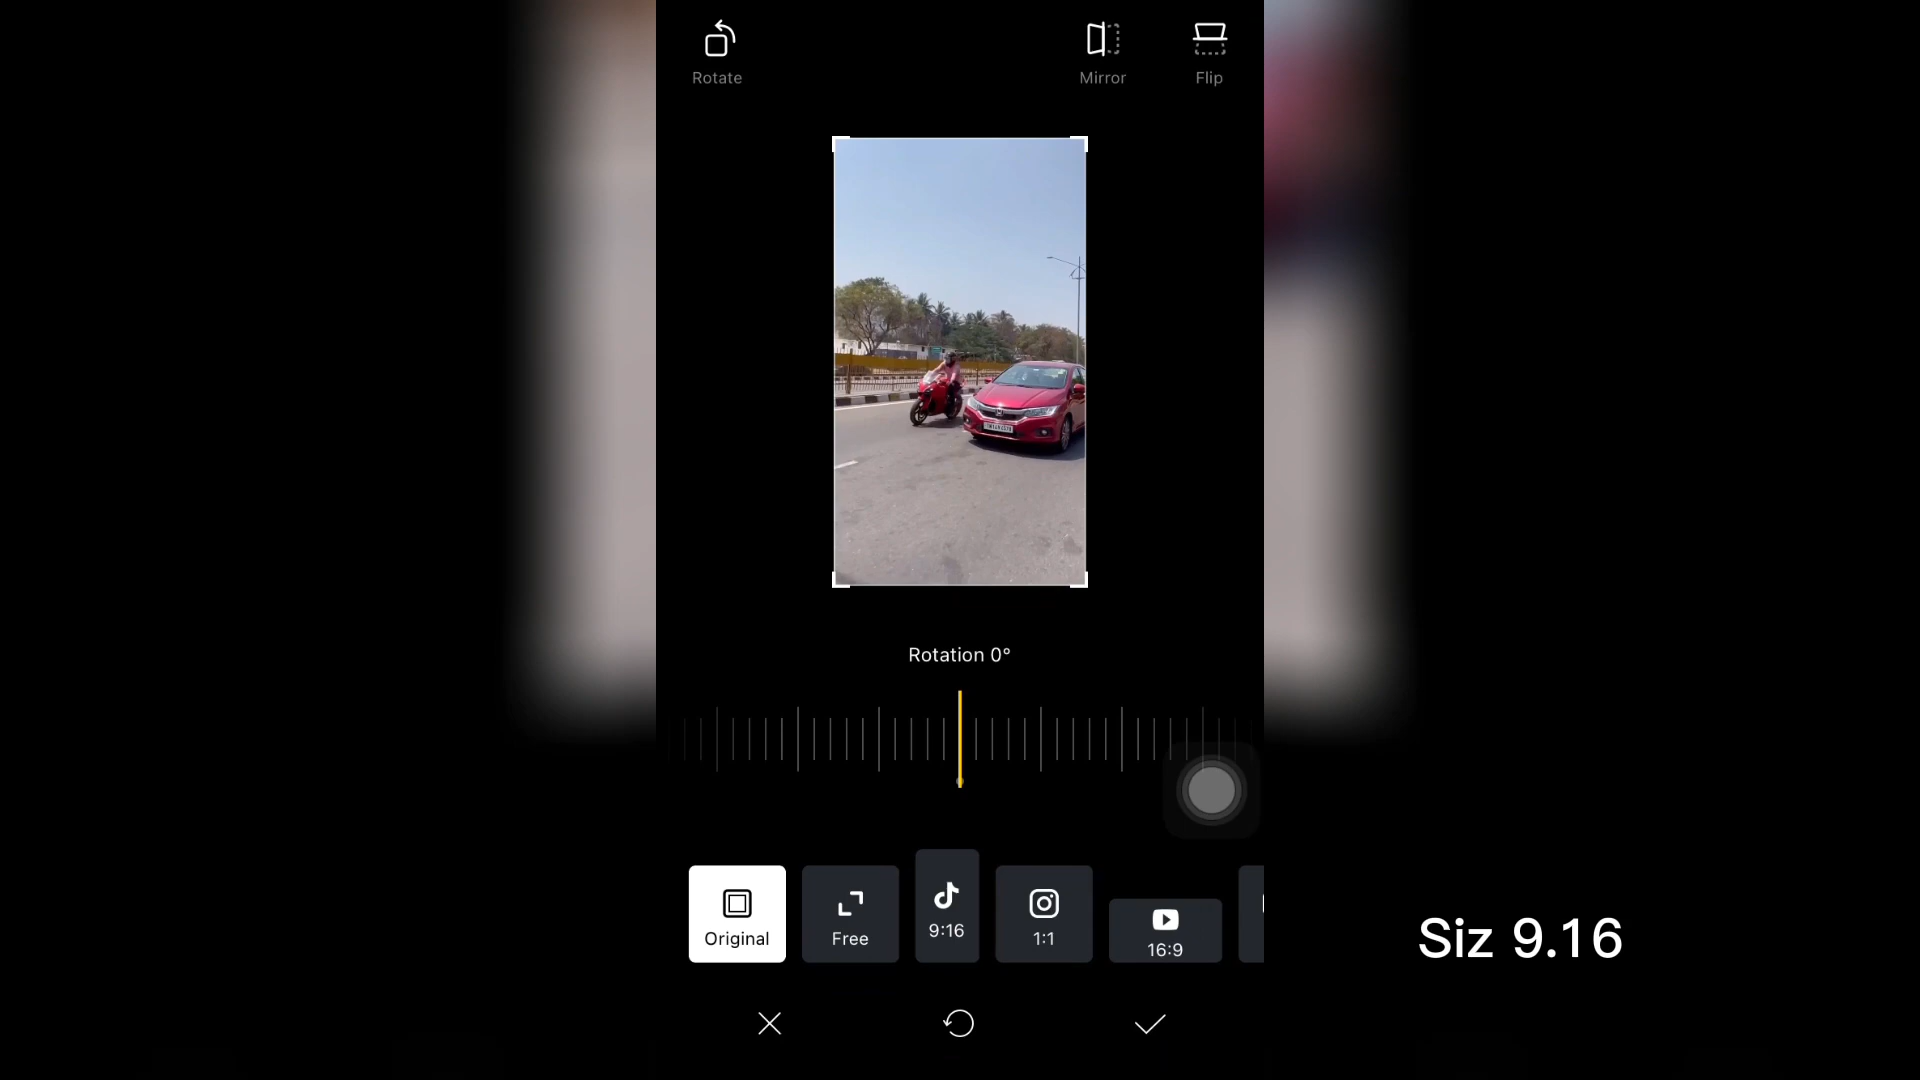 Rotate
Mirror
Flip
Rotation 0°
Original
Free
9:16
1:1
16:9
Siz 9.16